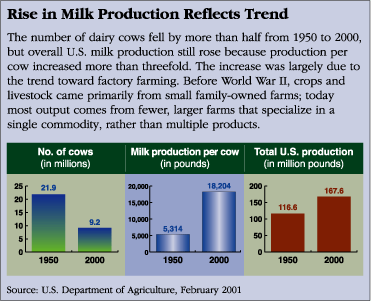 Rise in Milk Production Reflects Trend
The number of dairy cows fell by more than half from 1950 to 2000,
but overall U.S. milk production still rose because production per
cow increased more than threefold. The increase was largely due to
the trend toward factory farming. Before World War II, crops and
livestock came primarily from small family-owned farms; today
most output comes from fewer, larger farms that specialize in a
single commodity, rather than multiple products.
No. of cows
(in millions)
25
20
15
10
5
0
21.9
9.2
1950
2000
Milk production per cow
(in pounds)
20,000
15,000
10,000
5,000
0
5,314
18,204
1950
2000
Total U.S. production
(in million pounds)
200
150
100
50
0
116.6
167.6
1950
2000
Source: U.S. Department of Agriculture, February 2001